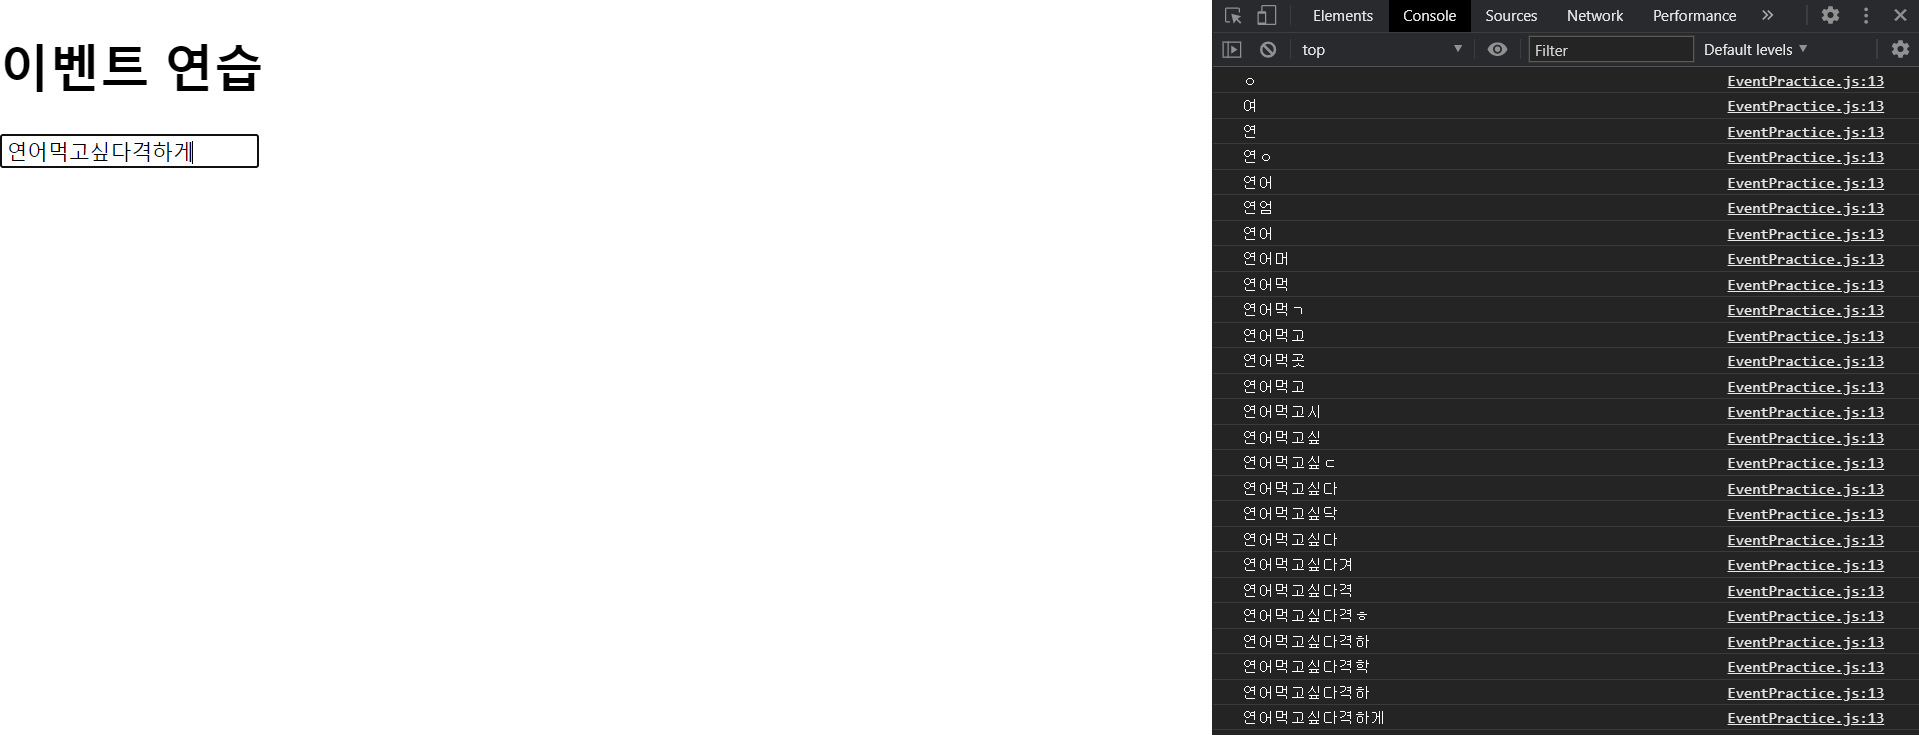 이벤트 연습
연어먹고싶다격하게
Elements Console Sources Network Performance
top Filter Default levels
ㅇ EventPractice.js:13
여 EventPractice.js:13
연 EventPractice.js:13
연ㅇ EventPractice.js:13
연어 EventPractice.js:13
연엄 EventPractice.js:13
연어 EventPractice.js:13
연어머 EventPractice.js:13
연어먹 EventPractice.js:13
연어먹ㄱ EventPractice.js:13
연어먹고 EventPractice.js:13
연어먹곳 EventPractice.js:13
연어먹고 EventPractice.js:13
연어먹고시 EventPractice.js:13
연어먹고싶 EventPractice.js:13
연어먹고싶ㄷ EventPractice.js:13
연어먹고싶다 EventPractice.js:13
연어먹고싶닥 EventPractice.js:13
연어먹고싶다 EventPractice.js:13
연어먹고싶다겨 EventPractice.js:13
연어먹고싶다격 EventPractice.js:13
연어먹고싶다격ㅎ EventPractice.js:13
연어먹고싶다격하 EventPractice.js:13
연어먹고싶다격학 EventPractice.js:13
연어먹고싶다격하 EventPractice.js:13
연어먹고싶다격하게 EventPractice.js:13